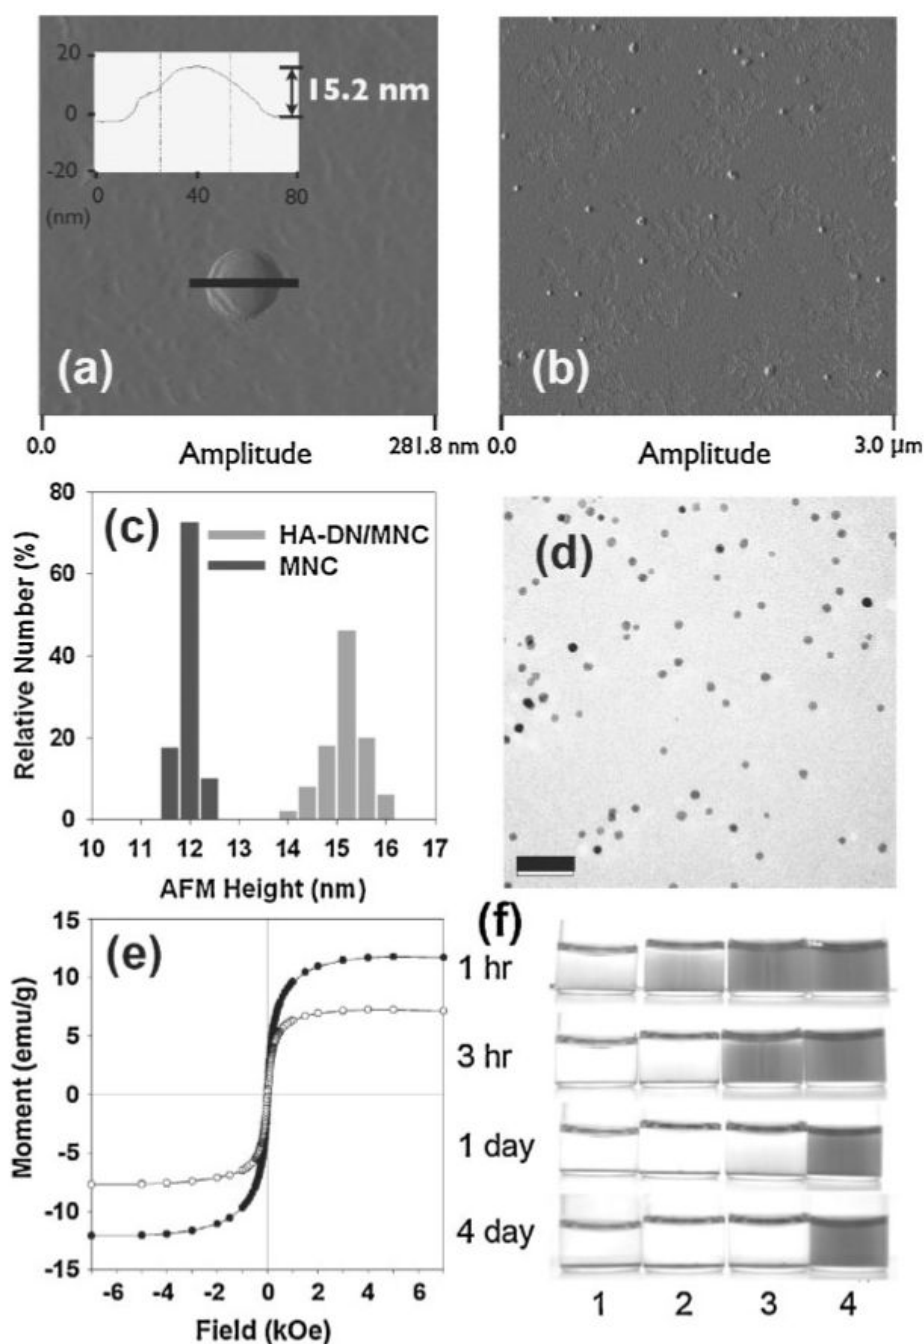 20
0
-20
15.2 nm
0 40 80
(nm)
(a)
0.0 281.8 nm
Amplitude
(b)
0.0 3.0 µm
Amplitude
(c)
HA-DN/MNC
MNC
80
60
40
20
0
Relative Number (%)
10 11 12 13 14 15 16 17
AFM Height (nm)
(d)
(e)
15
10
5
0
-5
-10
-15
Moment (emu/g)
-6 -4 -2 0 2 4 6
Field (kOe)
(f)
1 hr
3 hr
1 day
4 day
1 2 3 4